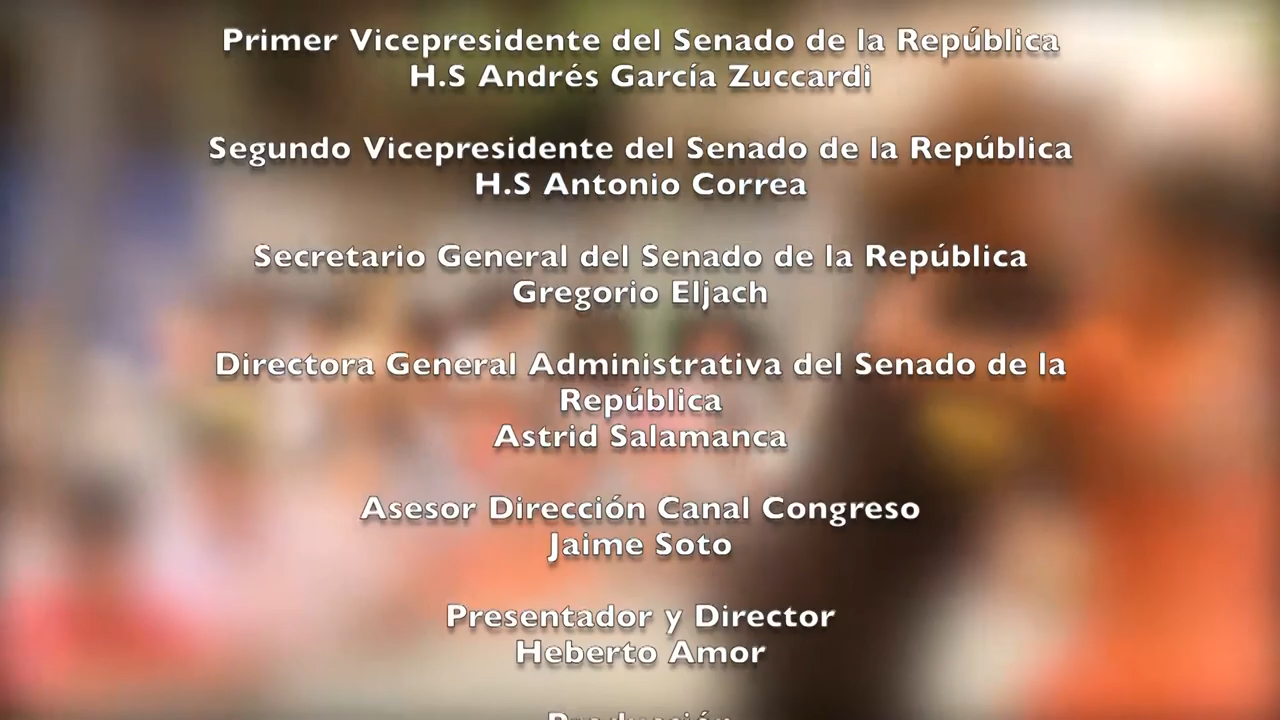 Primer Vicepresidente del Senado de la República
H.S Andrés García Zuccardi
Segundo Vicepresidente del Senado de la República
H.S Antonio Correa
Secretario General del Senado de la República
Gregorio Eljach
Directora General Administrativa del Senado de la
República
Astrid Salamanca
Asesor Dirección Canal Congreso
Jaime Soto
Presentador y Director
Heberto Amor
Producción